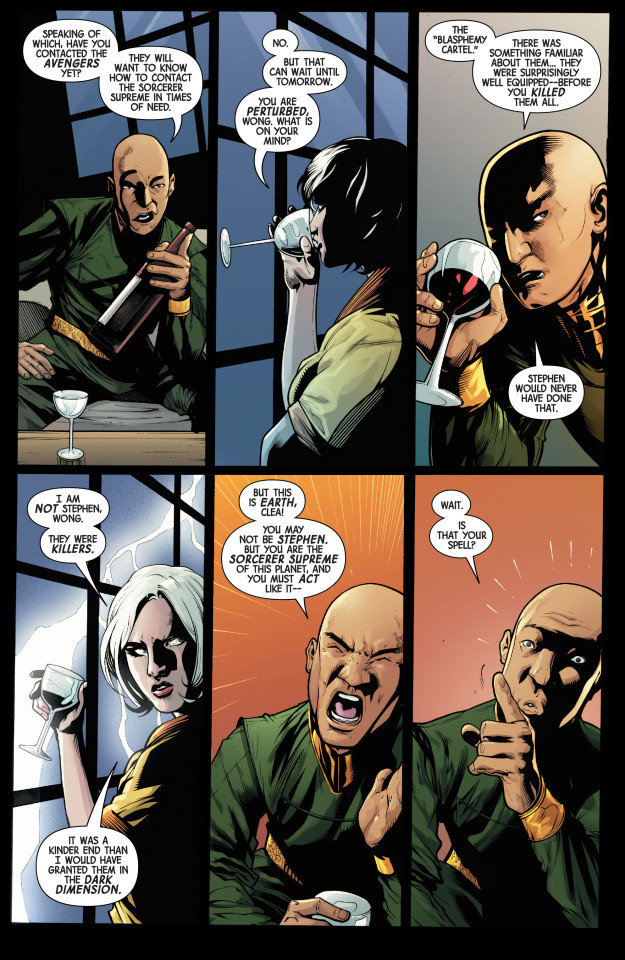 SPEAKING OF
WHICH, HAVE YOU
CONTACTED THE
AVENGERS
YET?
THEY WILL
WANT TO KNOW
HOW TO CONTACT
THE SORCERER
SUPREME IN TIMES
OF NEED.
NO.
BUT THAT
CAN WAIT UNTIL
TOMORROW.
YOU ARE
PERTURBED,
WONG. WHAT IS
ON YOUR
MIND?
THE
"BLASPHEMY
CARTEL."
THERE WAS
SOMETHING FAMILIAR
ABOUT THEM... THEY
WERE SURPRISINGLY
WELL EQUIPPED--BEFORE
YOU KILLED
THEM ALL.
STEPHEN
WOULD NEVER
HAVE DONE
THAT.
I AM
NOT STEPHEN,
WONG.
THEY WERE
KILLERS.
IT WAS A
KINDER END THAN
I WOULD HAVE
GRANTED THEM IN
THE DARK
DIMENSION.
BUT THIS
IS EARTH,
CLEA!
YOU MAY
NOT BE STEPHEN.
BUT YOU ARE THE
SORCERER SUPREME
OF THIS PLANET, AND
YOU MUST ACT
LIKE IT--
WAIT.
IS
THAT YOUR
SPELL?